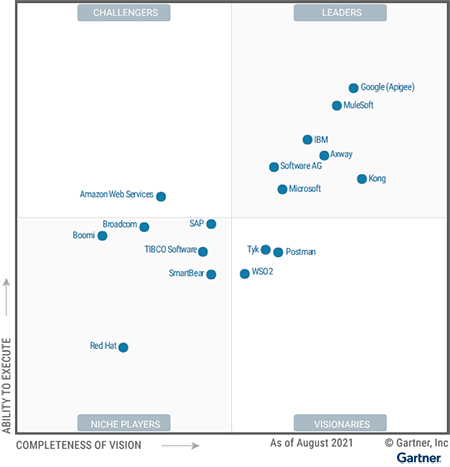 CHALLENGERS
LEADERS
Google (Apigee)
MuleSoft
IBM
Axway
Software AG
Kong
Microsoft
Amazon Web Services
Broadcom
SAP
Boomi
TIBCO Software
Tyk
Postman
SmartBear
WSO2
Red Hat
ABILITY TO EXECUTE
NICHE PLAYERS
VISIONARIES
COMPLETENESS OF VISION
As of August 2021
© Gartner, Inc
Gartner